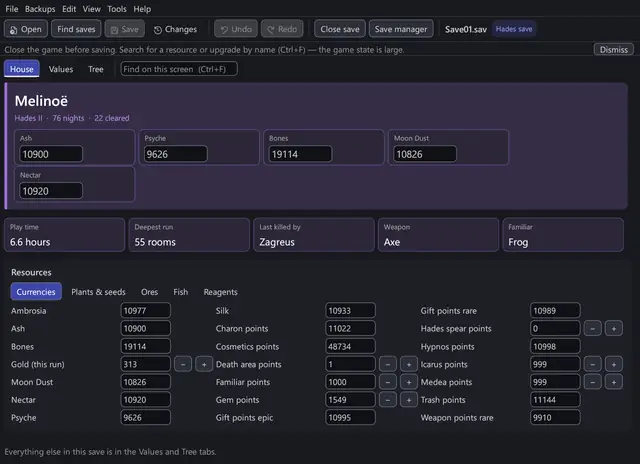 File Backups Edit View Tools Help
Open Find saves Save Changes Undo Redo Close save Save manager Save01.sav Hades save
Close the game before saving. Search for a resource or upgrade by name (Ctrl+F) — the game state is large. Dismiss
House Values Tree Find on this screen (Ctrl+F)
Melinoë
Hades II · 76 nights · 22 cleared
Ash Psyche Bones Moon Dust
10900 9626 19114 10826
Nectar
10920
Play time Deepest run Last killed by Weapon Familiar
6.6 hours 55 rooms Zagreus Axe Frog
Resources
Currencies Plants & seeds Ores Fish Reagents
Ambrosia 10977 Silk 10933 Gift points rare 10989
Ash 10900 Charon points 11022 Hades spear points 0 − +
Bones 19114 Cosmetics points 48734 Hypnos points 10998
Gold (this run) 313 − + Death area points 1 − + Icarus points 999 − +
Moon Dust 10826 Familiar points 1000 − + Medea points 999 − +
Nectar 10920 Gem points 1549 − + Trash points 11144
Psyche 9626 Gift points epic 10995 Weapon points rare 9910
Everything else in this save is in the Values and Tree tabs.